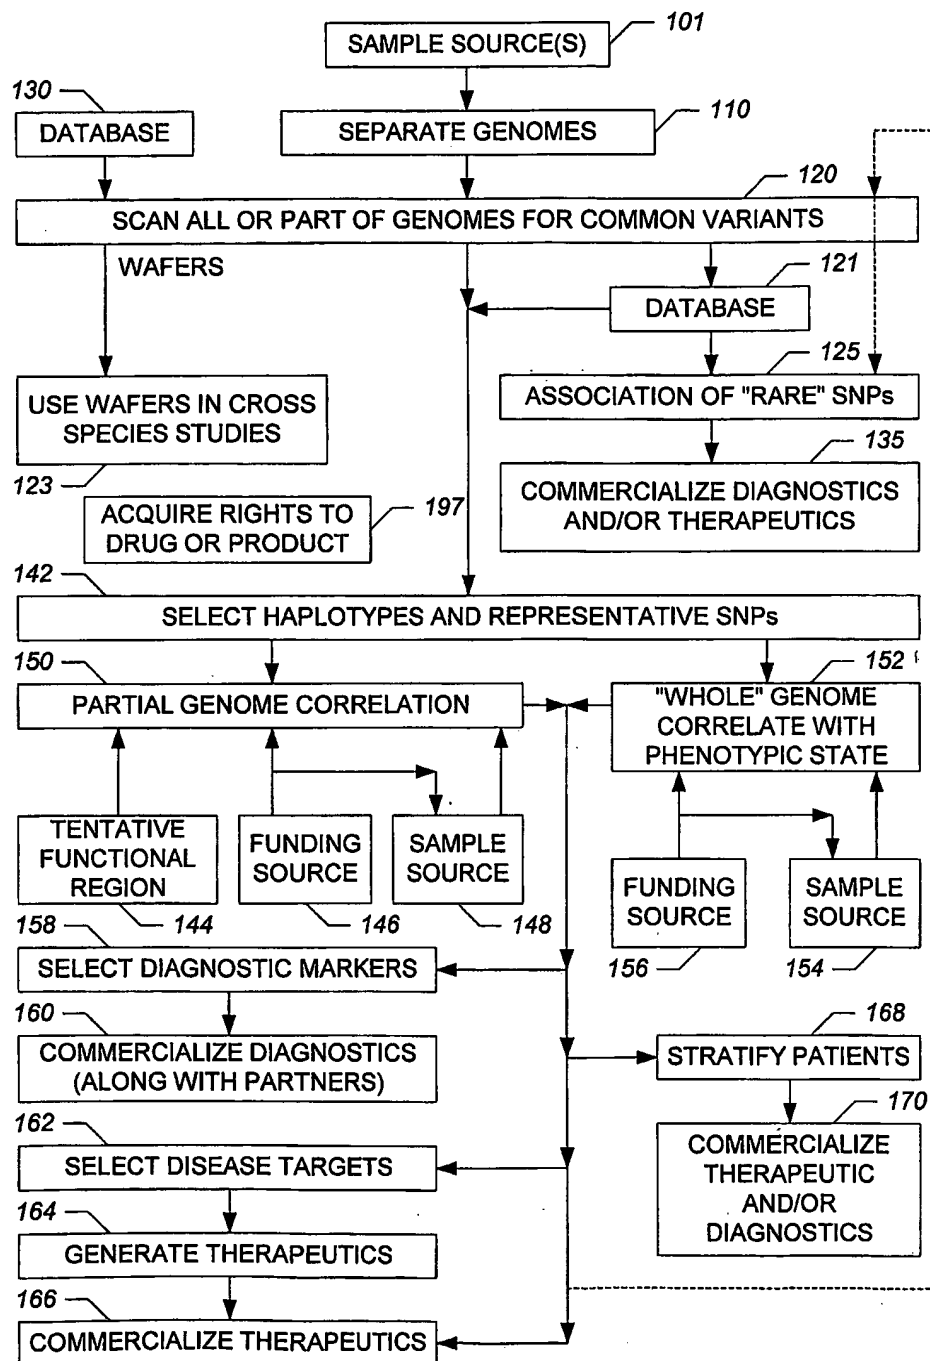 101
SAMPLE SOURCE(S)
130
110
DATABASE
SEPARATE GENOMES
120
SCAN ALL OR PART OF GENOMES FOR COMMON VARIANTS
WAFERS
121
DATABASE
125
ASSOCIATION OF "RARE" SNPs
USE WAFERS IN CROSS
SPECIES STUDIES
123
135
COMMERCIALIZE DIAGNOSTICS
AND/OR THERAPEUTICS
197
ACQUIRE RIGHTS TO
DRUG OR PRODUCT
142
SELECT HAPLOTYPES AND REPRESENTATIVE SNPs
150
PARTIAL GENOME CORRELATION
152
"WHOLE" GENOME
CORRELATE WITH
PHENOTYPIC STATE
TENTATIVE
FUNCTIONAL
REGION
144
FUNDING
SOURCE
146
SAMPLE
SOURCE
148
FUNDING
SOURCE
156
SAMPLE
SOURCE
154
158
SELECT DIAGNOSTIC MARKERS
160
COMMERCIALIZE DIAGNOSTICS
(ALONG WITH PARTNERS)
168
STRATIFY PATIENTS
170
COMMERCIALIZE
THERAPEUTIC
AND/OR
DIAGNOSTICS
162
SELECT DISEASE TARGETS
164
GENERATE THERAPEUTICS
166
COMMERCIALIZE THERAPEUTICS